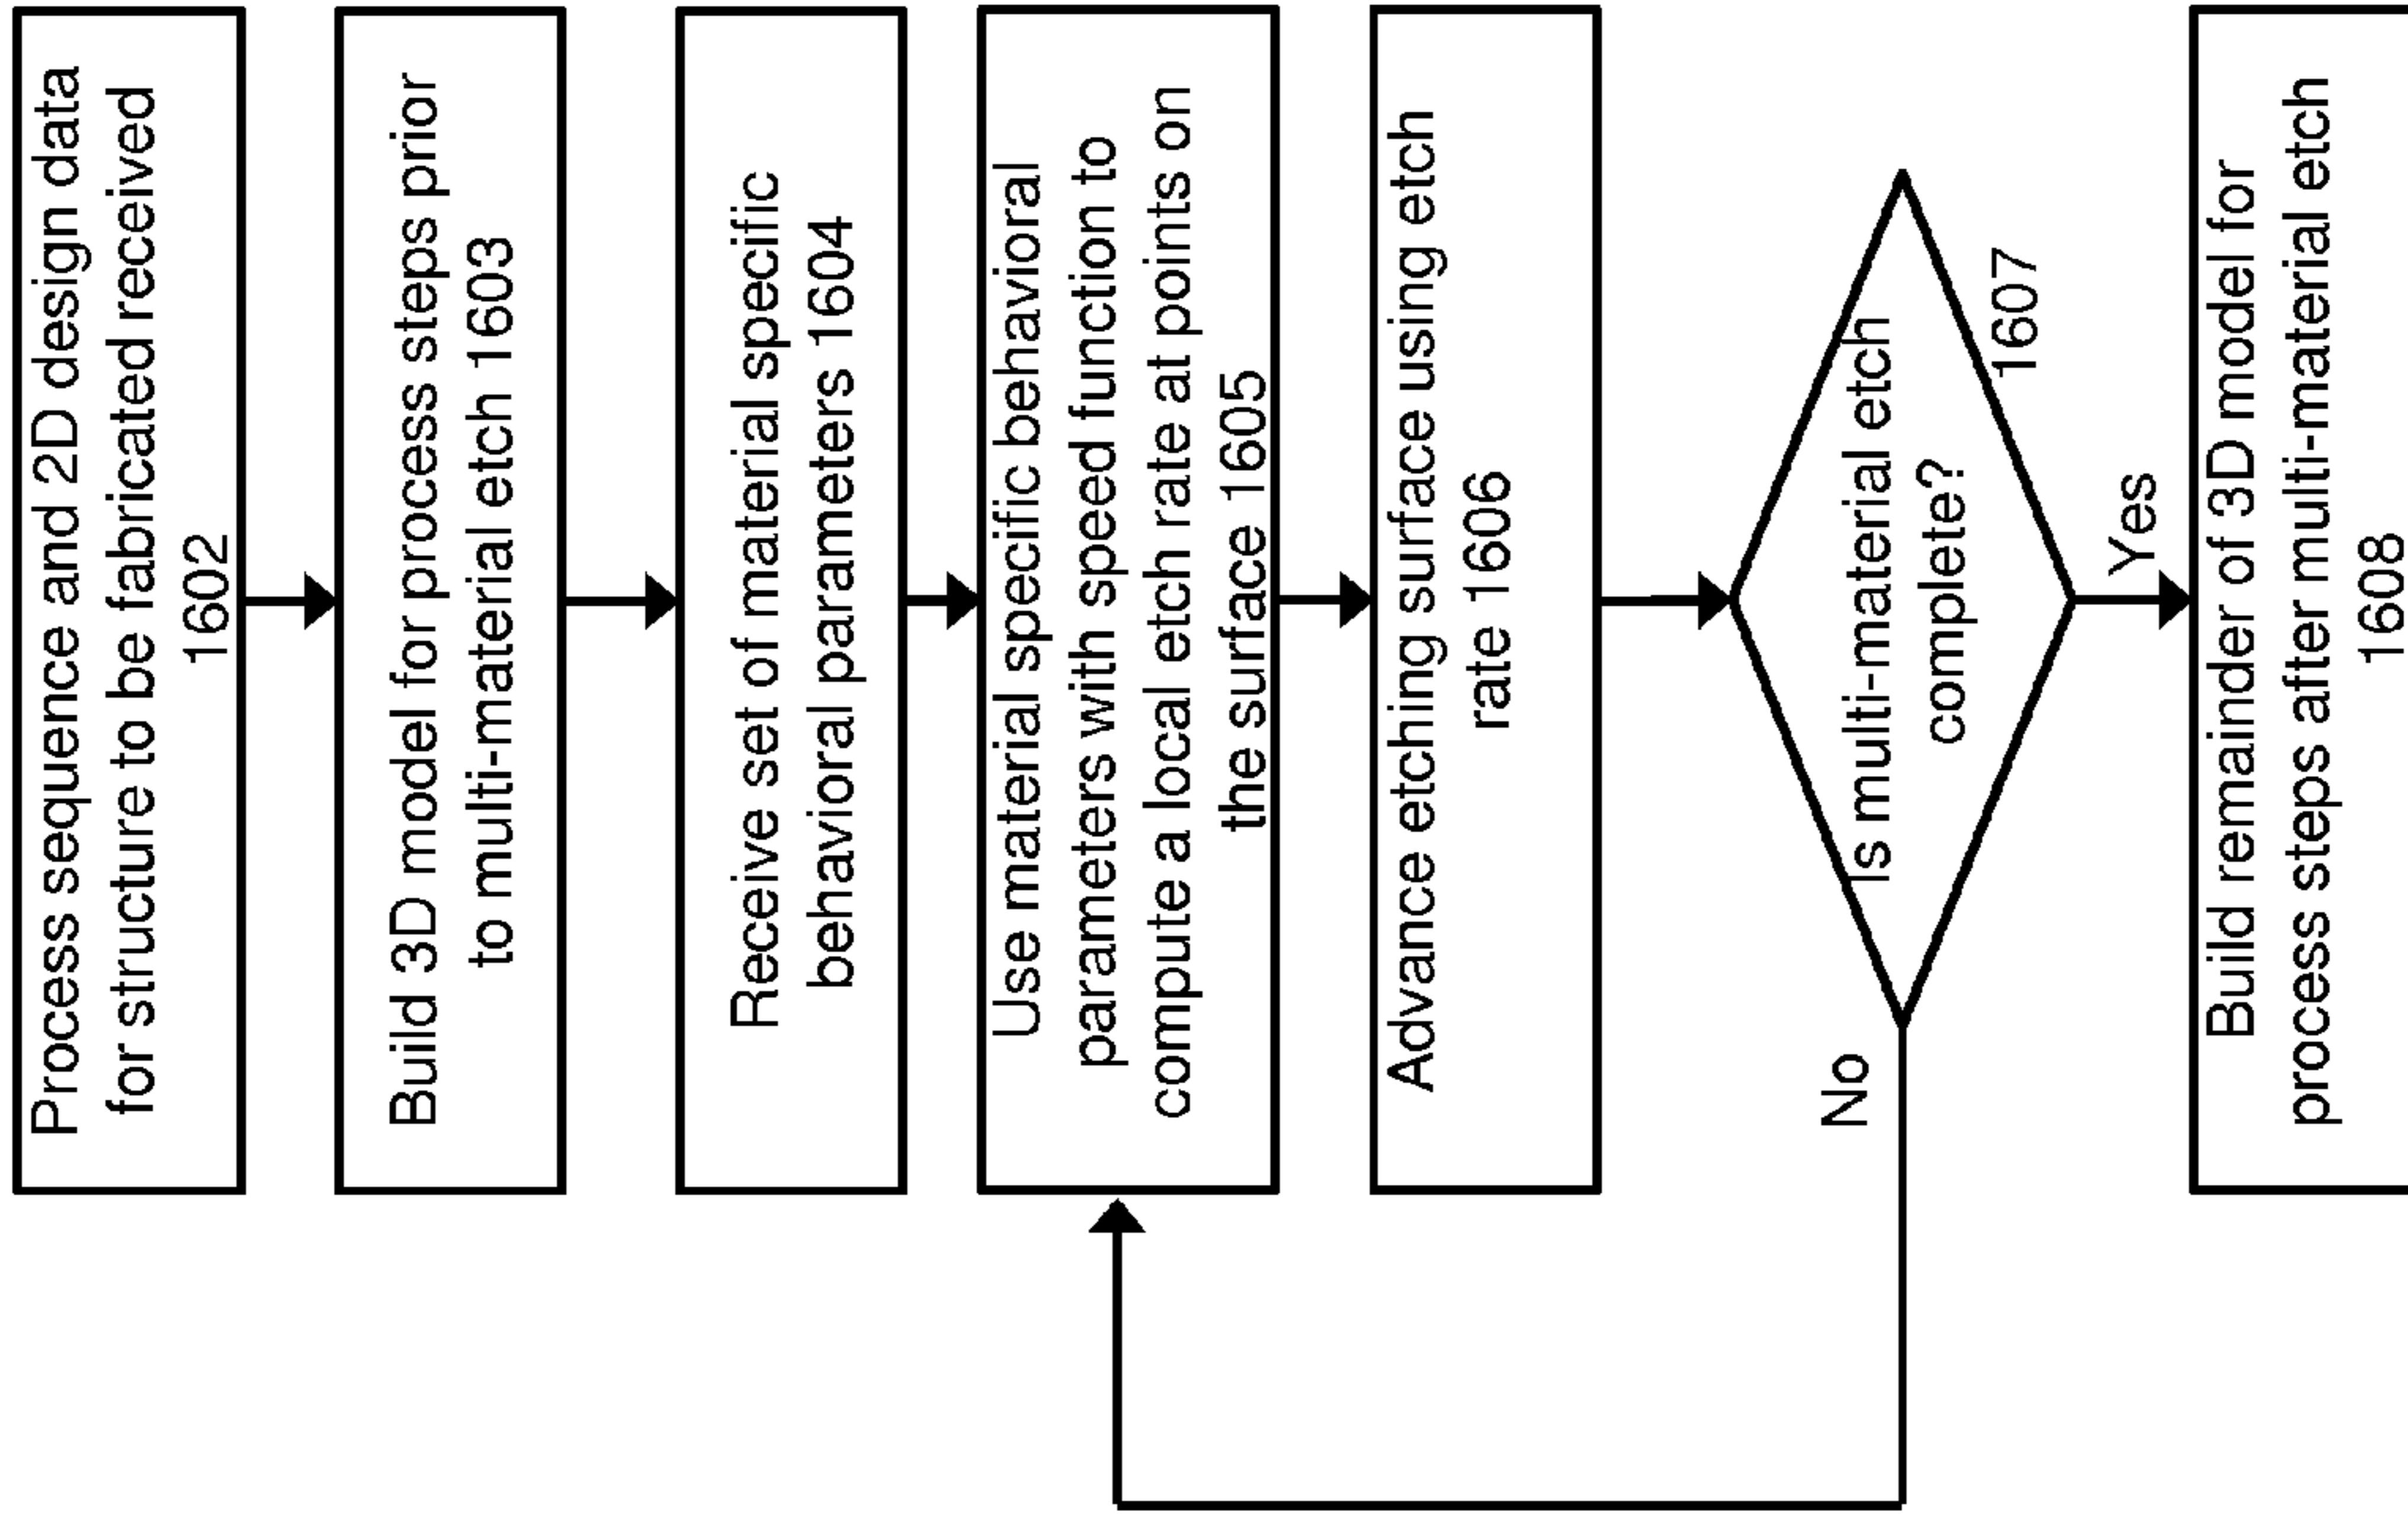 Process sequence and 2D design data
for structure to be fabricated received
1602
Build 3D model for process steps prior
to multi-material etch 1603
Receive set of material specific
behavioral parameters 1604
Use material specific behavioral
parameters with speed function to
compute a local etch rate at points on
the surface 1605
Advance etching surface using etch
rate 1606
Is multi-material etch
complete?
1607
No
Yes
Build remainder of 3D model for
process steps after multi-material etch
1608